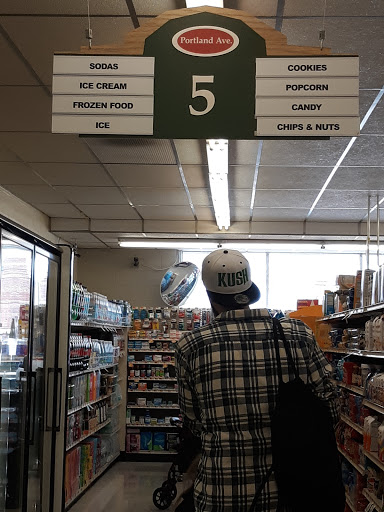 Portland Ave.
5
SODAS
ICE CREAM
FROZEN FOOD
ICE
COOKIES
POPCORN
CANDY
CHIPS & NUTS
KUSH